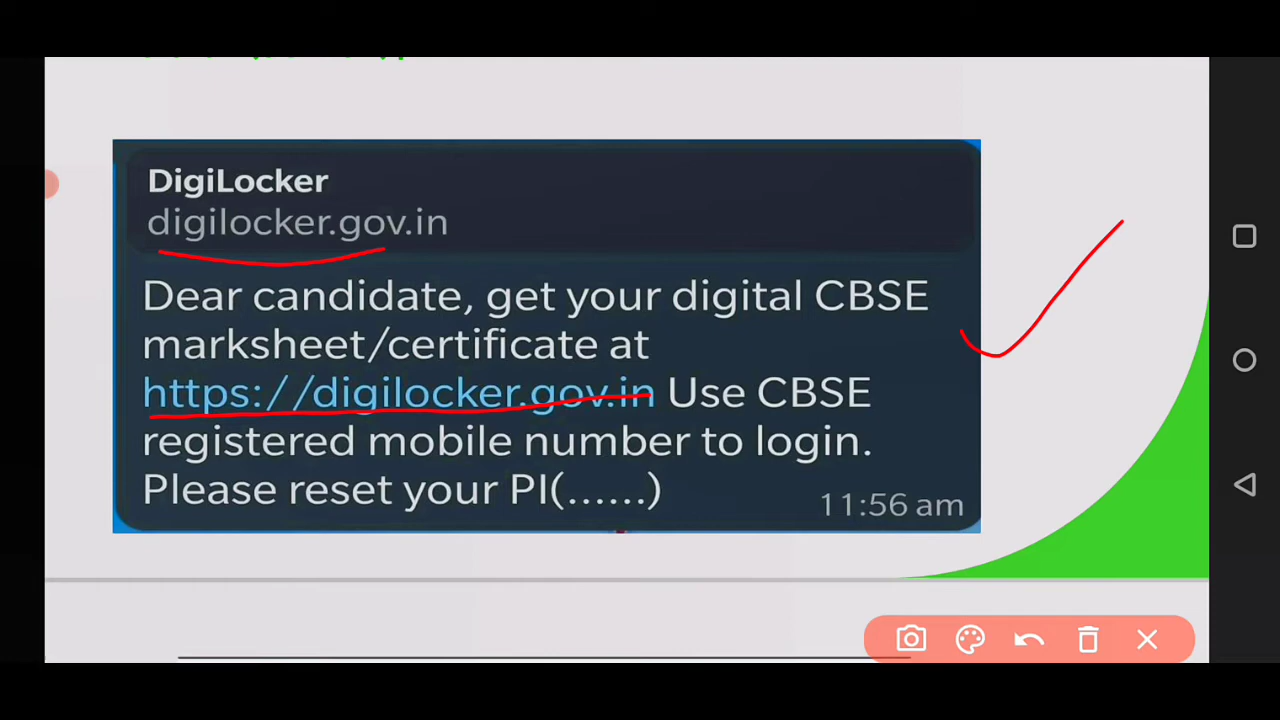 DigiLocker
digilocker.gov.in
Dear candidate, get your digital CBSE
marksheet/certificate at
https://digilocker.gov.in Use CBSE
registered mobile number to login.
Please reset your PI(......)
11:56 am